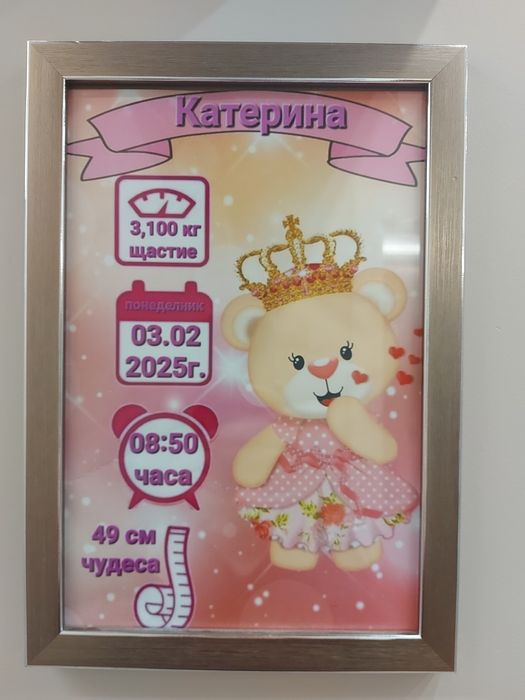 Катерина
3,100 кг
щастие
понеделник
03.02
2025г.
08:50
часа
49 см
чудеса